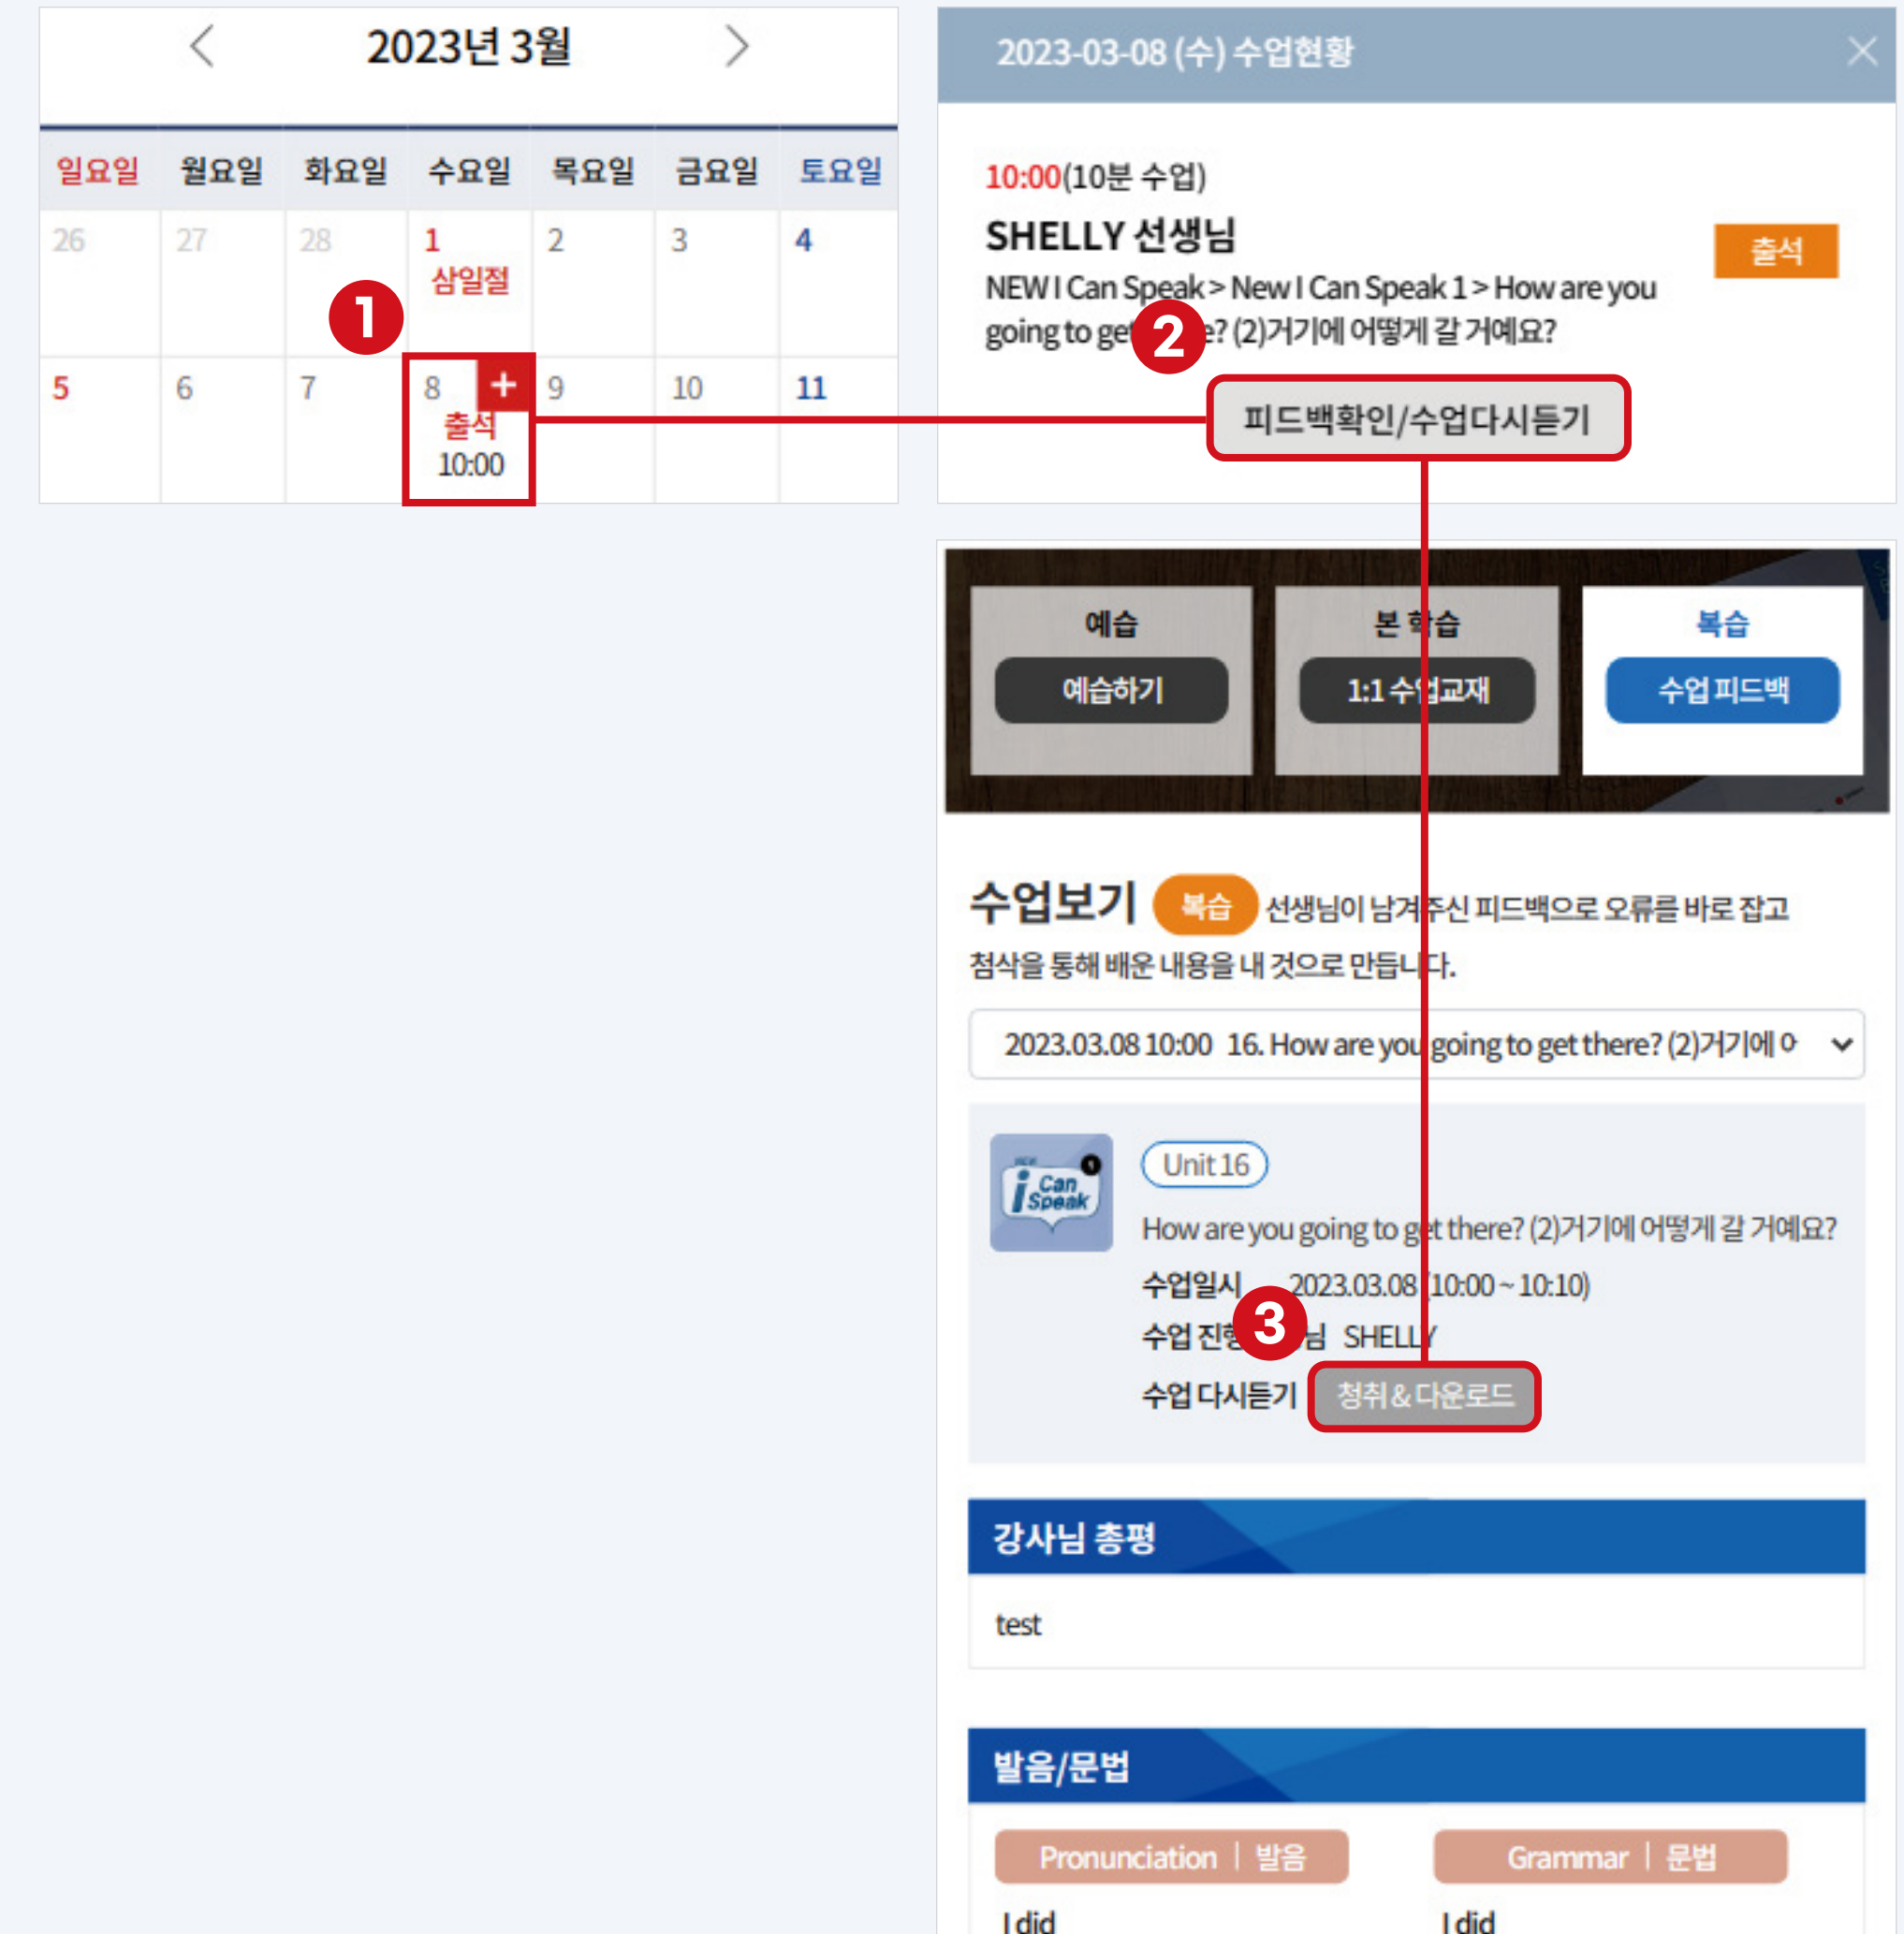 2023년 3월
일요일 월요일 화요일 수요일 목요일 금요일 토요일
26 27 28 1 2 3 4
삼일절
1
5 6 7 8 + 9 10 11
출석
10:00
2023-03-08 (수) 수업현황
10:00(10분 수업)
SHELLY 선생님
출석
NEW I Can Speak > New I Can Speak 1 > How are you
going to get e? (2)거기에 어떻게 갈 거예요?
2
피드백확인/수업다시듣기
예습 본 학습 복습
예습하기 1:1 수업교재 수업 피드백
수업보기 복습 선생님이 남겨주신 피드백으로 오류를 바로 잡고
첨삭을 통해 배운 내용을 내 것으로 만듭니다.
2023.03.08 10:00 16. How are you going to get there? (2)거기에 어
NEW i Can Speak 1
Unit 16
How are you going to get there? (2)거기에 어떻게 갈 거예요?
수업일시 2023.03.08 (10:00 ~ 10:10)
3
수업 진행 님 SHELLY
수업 다시듣기 청취 & 다운로드
강사님 총평
test
발음/문법
Pronunciation | 발음 Grammar | 문법
I did I did